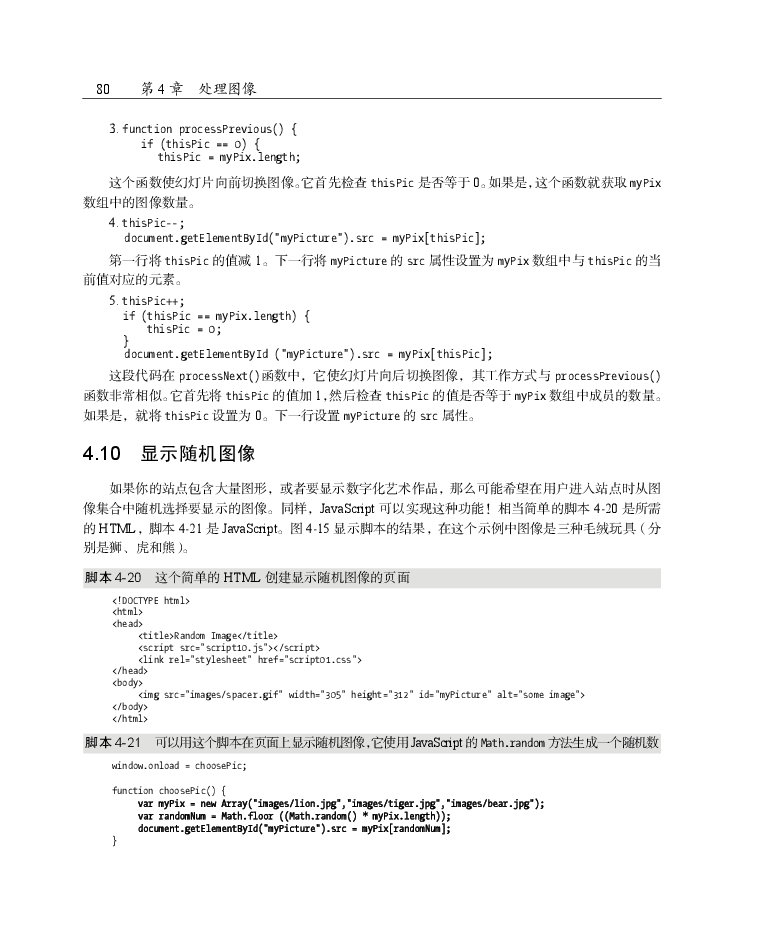 80 第 4 章 处理图像
3. function processPrevious() {
if (thisPic == 0) {
thisPic = myPix.length;
这个函数使幻灯片向前切换图像。它首先检查 thisPic 是否等于 0。如果是，这个函数就获取 myPix
数组中的图像数量。
4. thisPic--;
document.getElementById("myPicture").src = myPix[thisPic];
第一行将 thisPic 的值减 1。下一行将 myPicture 的 src 属性设置为 myPix 数组中与 thisPic 的当
前值对应的元素。
5. thisPic++;
if (thisPic == myPix.length) {
thisPic = 0;
}
document.getElementById ("myPicture").src = myPix[thisPic];
这段代码在 processNext()函数中，它使幻灯片向后切换图像，其工作方式与 processPrevious()
函数非常相似。它首先将 thisPic 的值加 1，然后检查 thisPic 的值是否等于 myPix 数组中成员的数量。
如果是，就将 thisPic 设置为 0。下一行设置 myPicture 的 src 属性。
4.10 显示随机图像
如果你的站点包含大量图形，或者要显示数字化艺术作品，那么可能希望在用户进入站点时从图
像集合中随机选择要显示的图像。同样，JavaScript 可以实现这种功能！相当简单的脚本 4-20 是所需
的 HTML，脚本 4-21 是 JavaScript。图 4-15 显示脚本的结果，在这个示例中图像是三种毛绒玩具（分
别是狮、虎和熊）。
脚本 4-20 这个简单的 HTML 创建显示随机图像的页面
<!DOCTYPE html>
<html>
<head>
<title>Random Image</title>
<script src="script10.js"></script>
<link rel="stylesheet" href="script01.css">
</head>
<body>
<img src="images/spacer.gif" width="305" height="312" id="myPicture" alt="some image">
</body>
</html>
脚本 4-21 可以用这个脚本在页面上显示随机图像，它使用 JavaScript 的 Math.random 方法生成一个随机数
window.onload = choosePic;
function choosePic() {
var myPix = new Array("images/lion.jpg","images/tiger.jpg","images/bear.jpg");
var randomNum = Math.floor ((Math.random() * myPix.length));
document.getElementById("myPicture").src = myPix[randomNum];
}